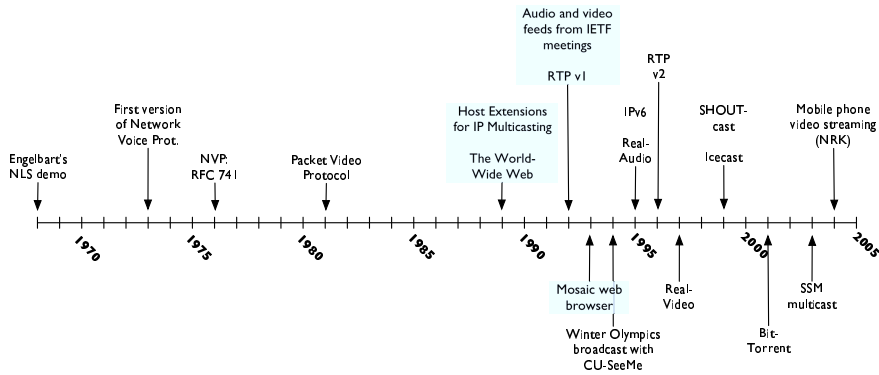 Engelbart's
NLS demo
First version
of Network
Voice Prot.
NVP:
RFC 741
Packet Video
Protocol
Host Extensions
for IP Multicasting
The World-
Wide Web
Audio and video
feeds from IETF
meetings
RTP v1
IPv6
Real-
Audio
RTP
v2
SHOUT-
cast
Icecast
Mobile phone
video streaming
(NRK)
1970
1975
1980
1985
1990
1995
2000
2005
Mosaic web
browser
Winter Olympics
broadcast with
CU-SeeMe
Real-
Video
Bit-
Torrent
SSM
multicast